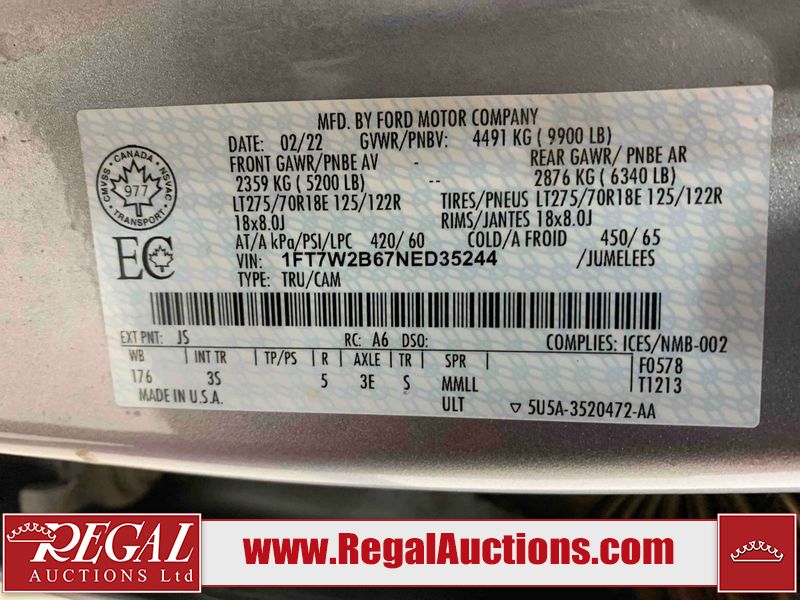 MFD. BY FORD MOTOR COMPANY
DATE: 02/22 GVWR/PNBV: 4491 KG ( 9900 LB)
FRONT GAWR/PNBE AV REAR GAWR/ PNBE AR
2359 KG ( 5200 LB) -- 2876 KG ( 6340 LB)
LT275/70R18E 125/122R TIRES/PNEUS LT275/70R18E 125/122R
18x8.0J RIMS/JANTES 18x8.0J
AT/A kPa/PSI/LPC 420/ 60 COLD/A FROID 450/ 65
VIN: 1FT7W2B67NED35244 /JUMELEES
TYPE: TRU/CAM
CANADA
CMVSS NSVAC
977
TRANSPORT
EC
EXT PNT: JS RC: A6 DSO: COMPLIES: ICES/NMB-002
WB INT TR TP/PS R AXLE TR SPR F0578
176 3S 5 3E S MMLL T1213
MADE IN U.S.A. ULT ▽ 5U5A-3520472-AA
REGAL
AUCTIONS Ltd
www.RegalAuctions.com